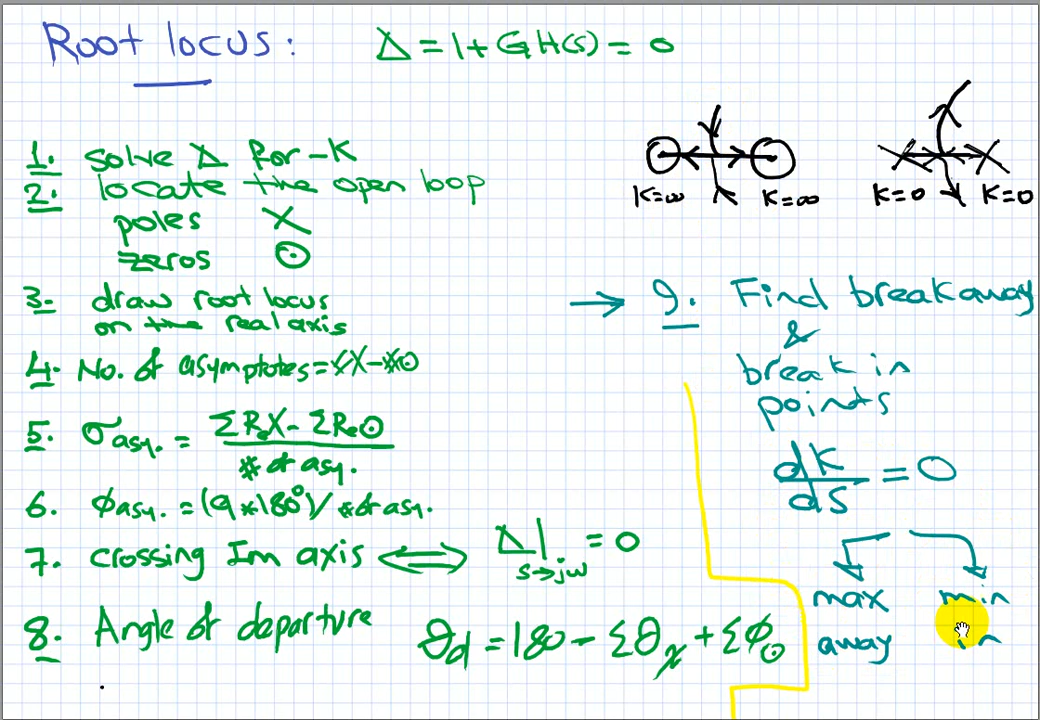 Root locus: Δ = 1 + GH(s) = 0
1. solve Δ for -K
2. locate the open loop
poles X
zeros ⊙
3. draw root locus
on the real axis
4. No. of asymptotes = #X - #⊙
5. σasy. = (ΣReX - ΣRe⊙) / # of asy.
6. φasy. = (q * 180°) / # of asy.
7. crossing Im axis ⟺ Δ|s→jω = 0
8. Angle of departure θd = 180 - Σθx + Σφ⊙
K=∞ K=∞
K=0 K=0
→ 9. Find breakaway
&
break in
points
dK/ds = 0
max min
away in